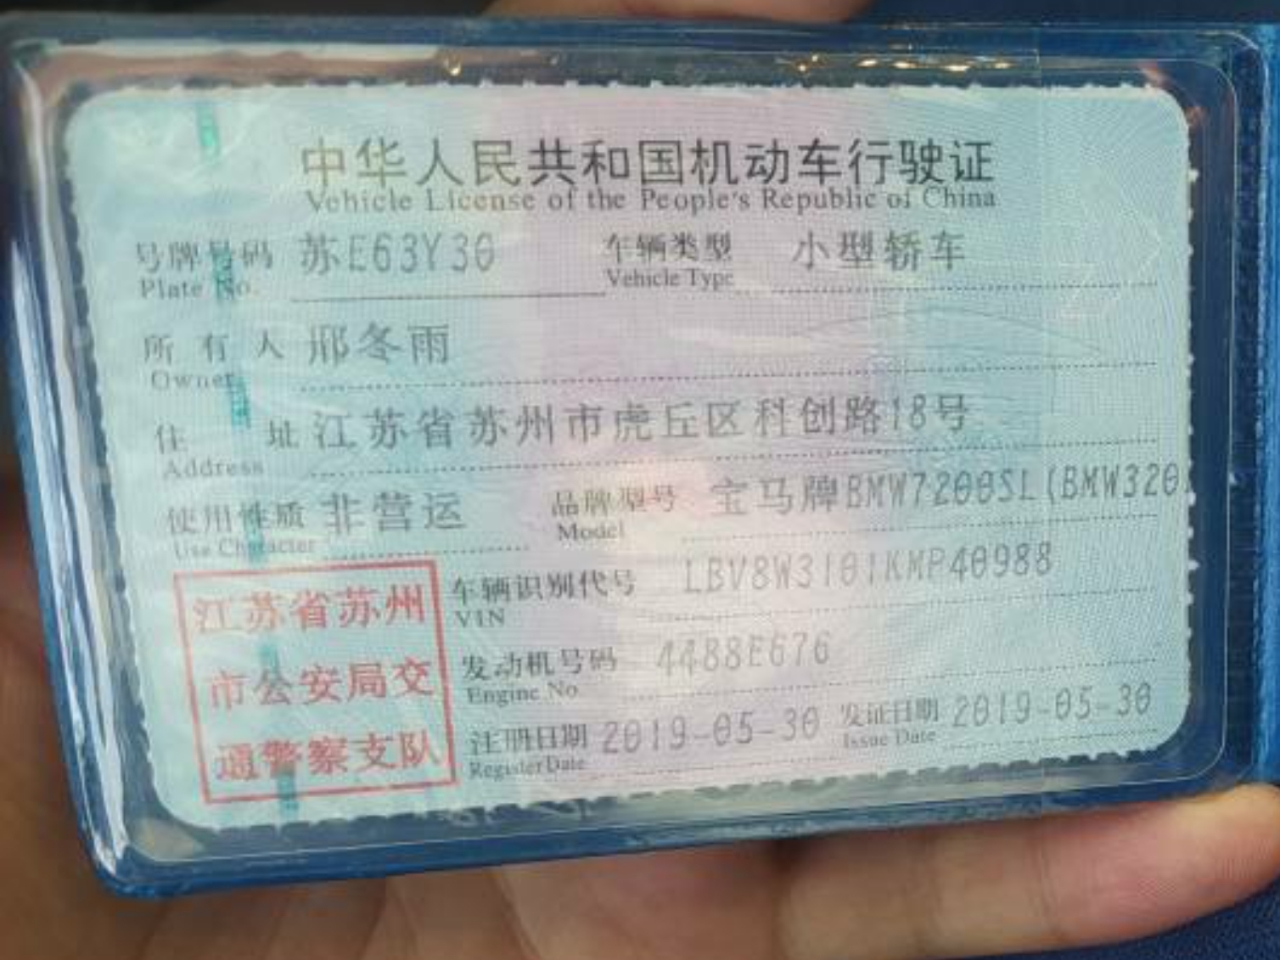 中华人民共和国机动车行驶证
Vehicle License of the People's Republic of China
号牌号码 苏E63Y30 车辆类型 小型轿车
Plate No. Vehicle Type
所有人 邢冬雨
Owner
住址 江苏省苏州市虎丘区科创路18号
Address
使用性质 非营运 品牌型号 宝马牌BMW7200SL(BMW320
Use Character Model
江苏省苏州
市公安局交
通警察支队
车辆识别代号 LBV8W3101KMP40988
VIN
发动机号码 4488E676
Engine No
注册日期 2019-05-30 发证日期 2019-05-30
Register Date Issue Date